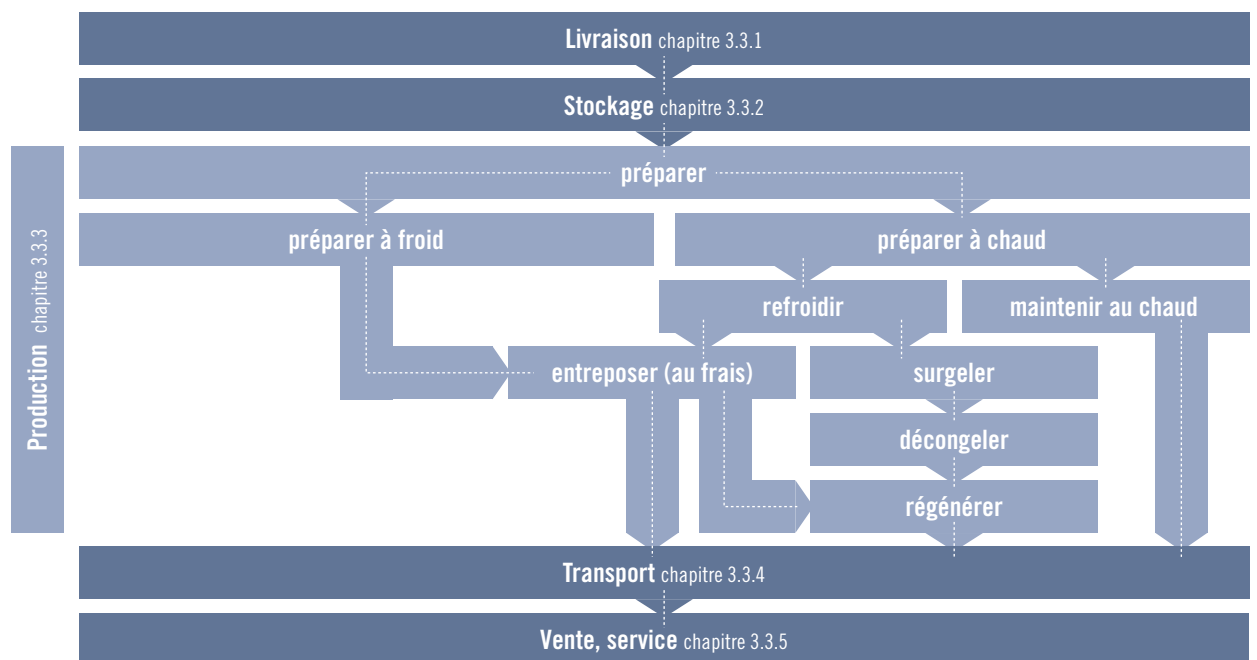 Livraison chapitre 3.3.1
Stockage chapitre 3.3.2
Production chapitre 3.3.3
préparer
préparer à froid
préparer à chaud
refroidir
maintenir au chaud
entreposer (au frais)
surgeler
décongeler
régénérer
Transport chapitre 3.3.4
Vente, service chapitre 3.3.5